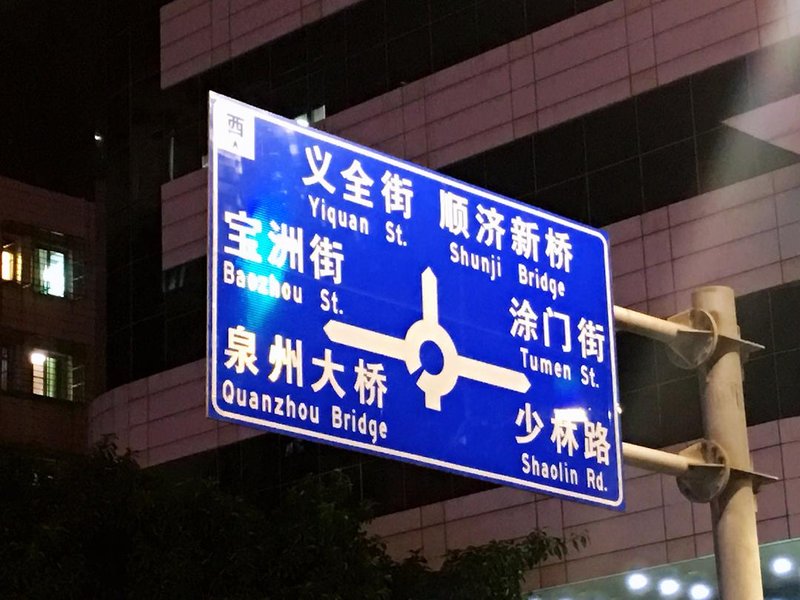 西
义全街
Yiquan St.
顺济新桥
Shunji Bridge
宝洲街
Baozhou St.
涂门街
Tumen St.
泉州大桥
Quanzhou Bridge
少林路
Shaolin Rd.